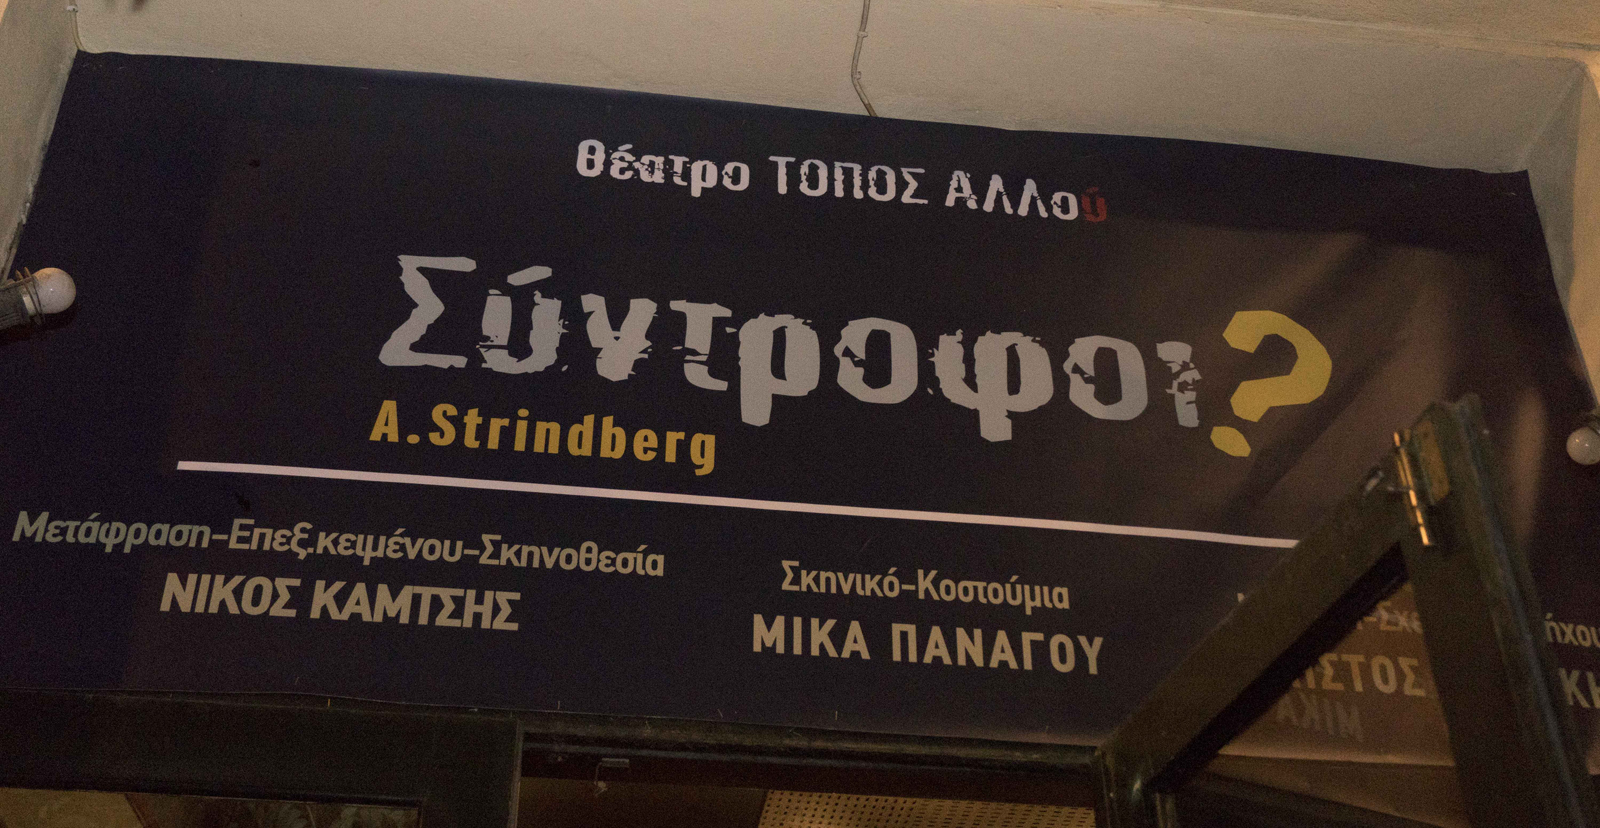 θέατρο ΤΟΠΟΣ ΑΛΛού
Σύντροφοι?
A.Strindberg
Μετάφραση-Επεξ.κειμένου-Σκηνοθεσία
ΝΙΚΟΣ ΚΑΜΤΣΗΣ
Σκηνικό-Κοστούμια
ΜΙΚΑ ΠΑΝΑΓΟΥ